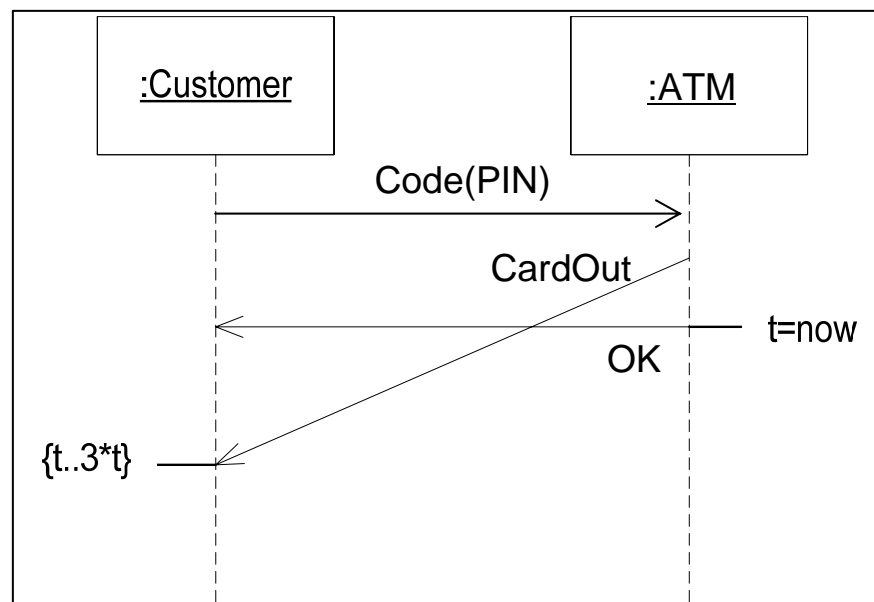 :Customer
:ATM
Code(PIN)
CardOut
t=now
OK
{t..3*t}